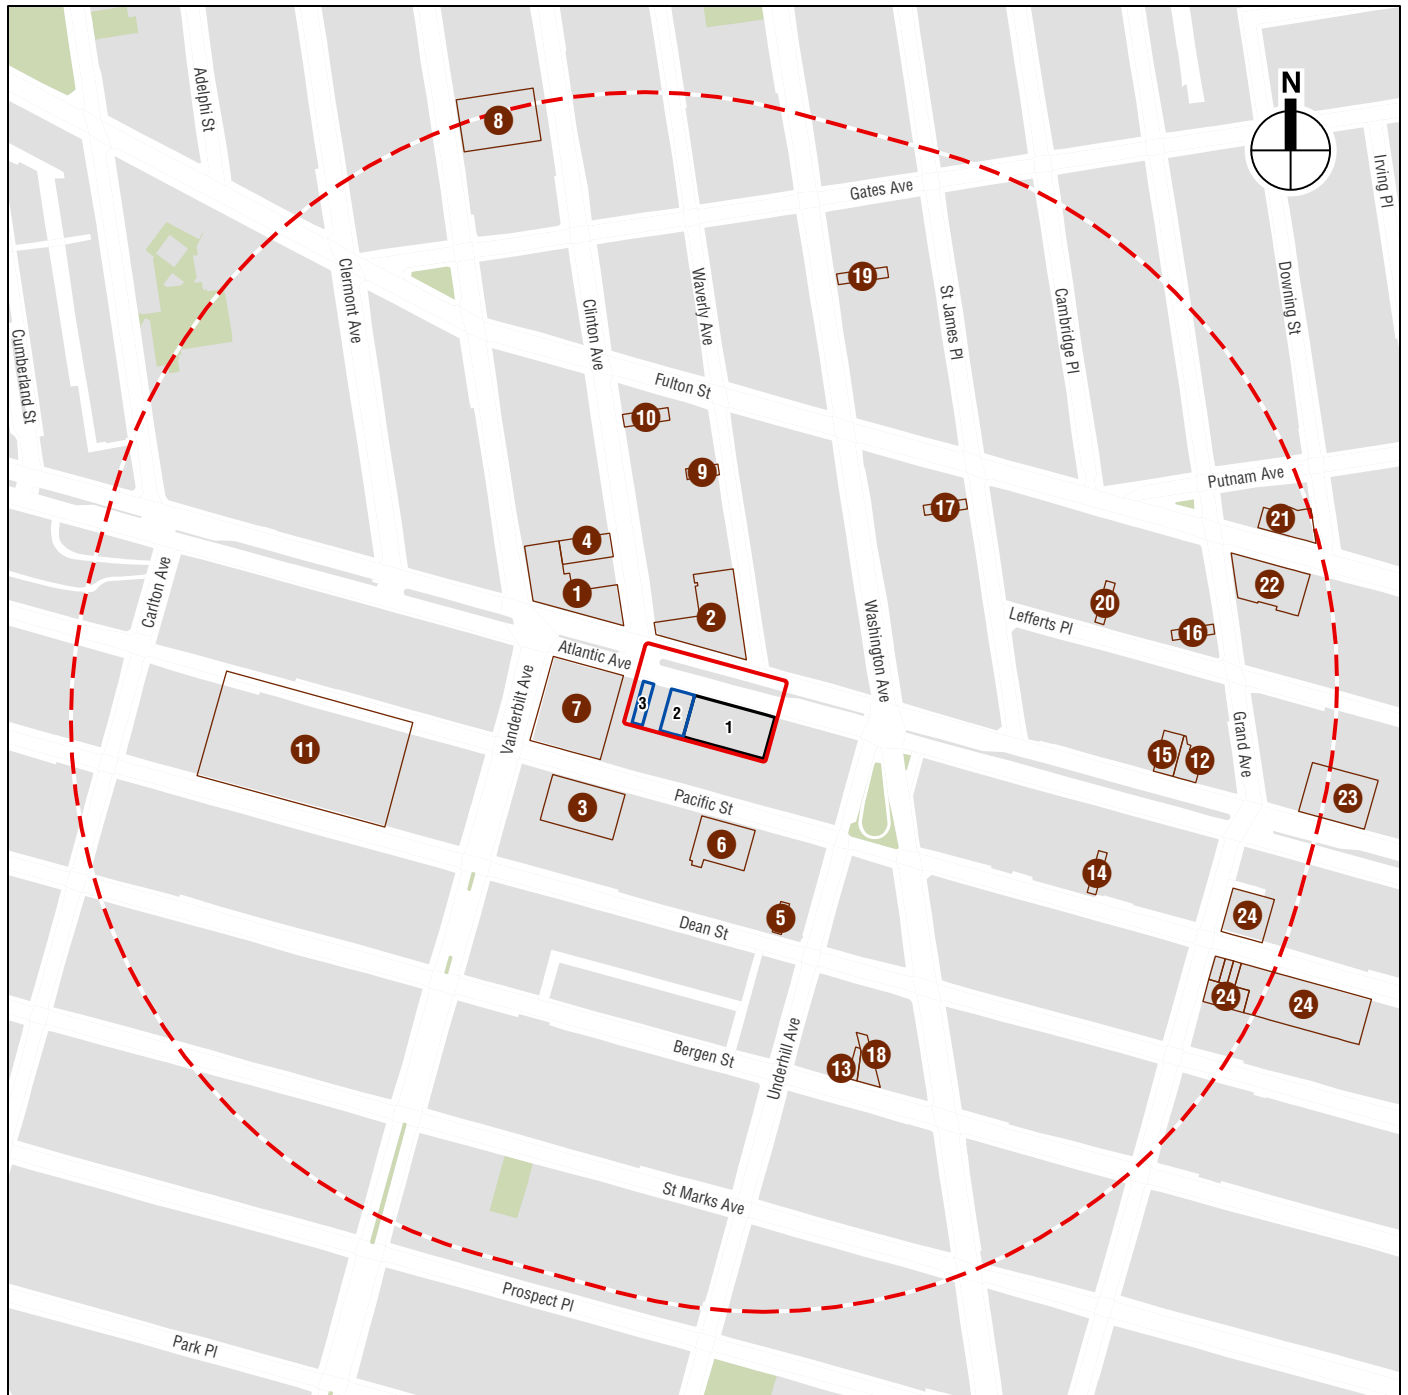 N
Adelphi St
8
Irving Pl
Gates Ave
Clermont Ave
Waverly Ave
19
Downing St
Clinton Ave
St James Pl
Cambridge Pl
Cumberland St
Fulton St
10
9
Putnam Ave
17
21
4
22
1
Carlton Ave
20
2
Lefferts Pl
16
Washington Ave
Atlantic Ave
Vanderbilt Ave
3
2
1
7
Grand Ave
11
15
12
23
Pacific St
3
6
14
24
5
Dean St
24
24
Bergen St
Underhill Ave
13
18
St Marks Ave
Prospect Pl
Park Pl